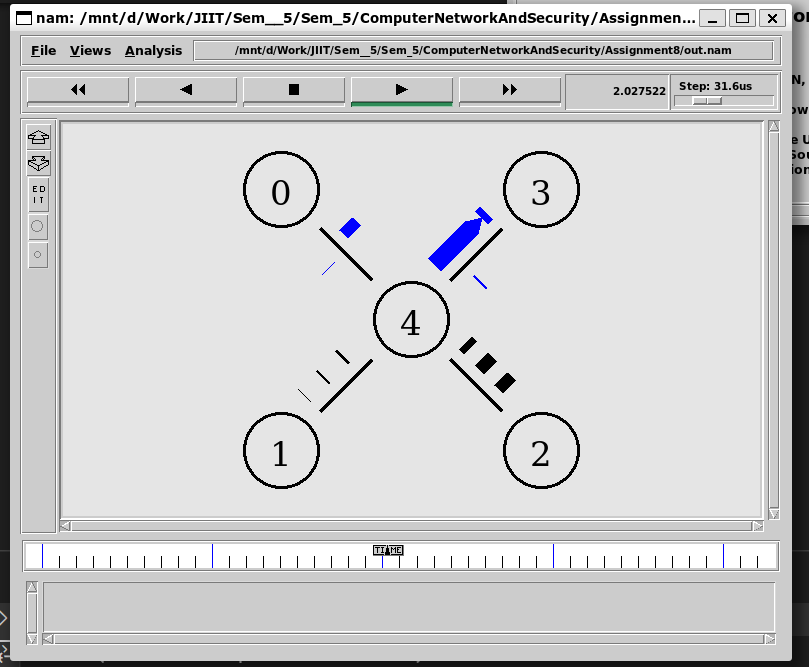 nam: /mnt/d/Work/JIIT/Sem__5/Sem_5/ComputerNetworkAndSecurity/Assignmen...
File Views Analysis /mnt/d/Work/JIIT/Sem__5/Sem_5/ComputerNetworkAndSecurity/Assignment8/out.nam
2.027522 Step: 31.6us
E D
I T
0 3
4
1 2
TIME